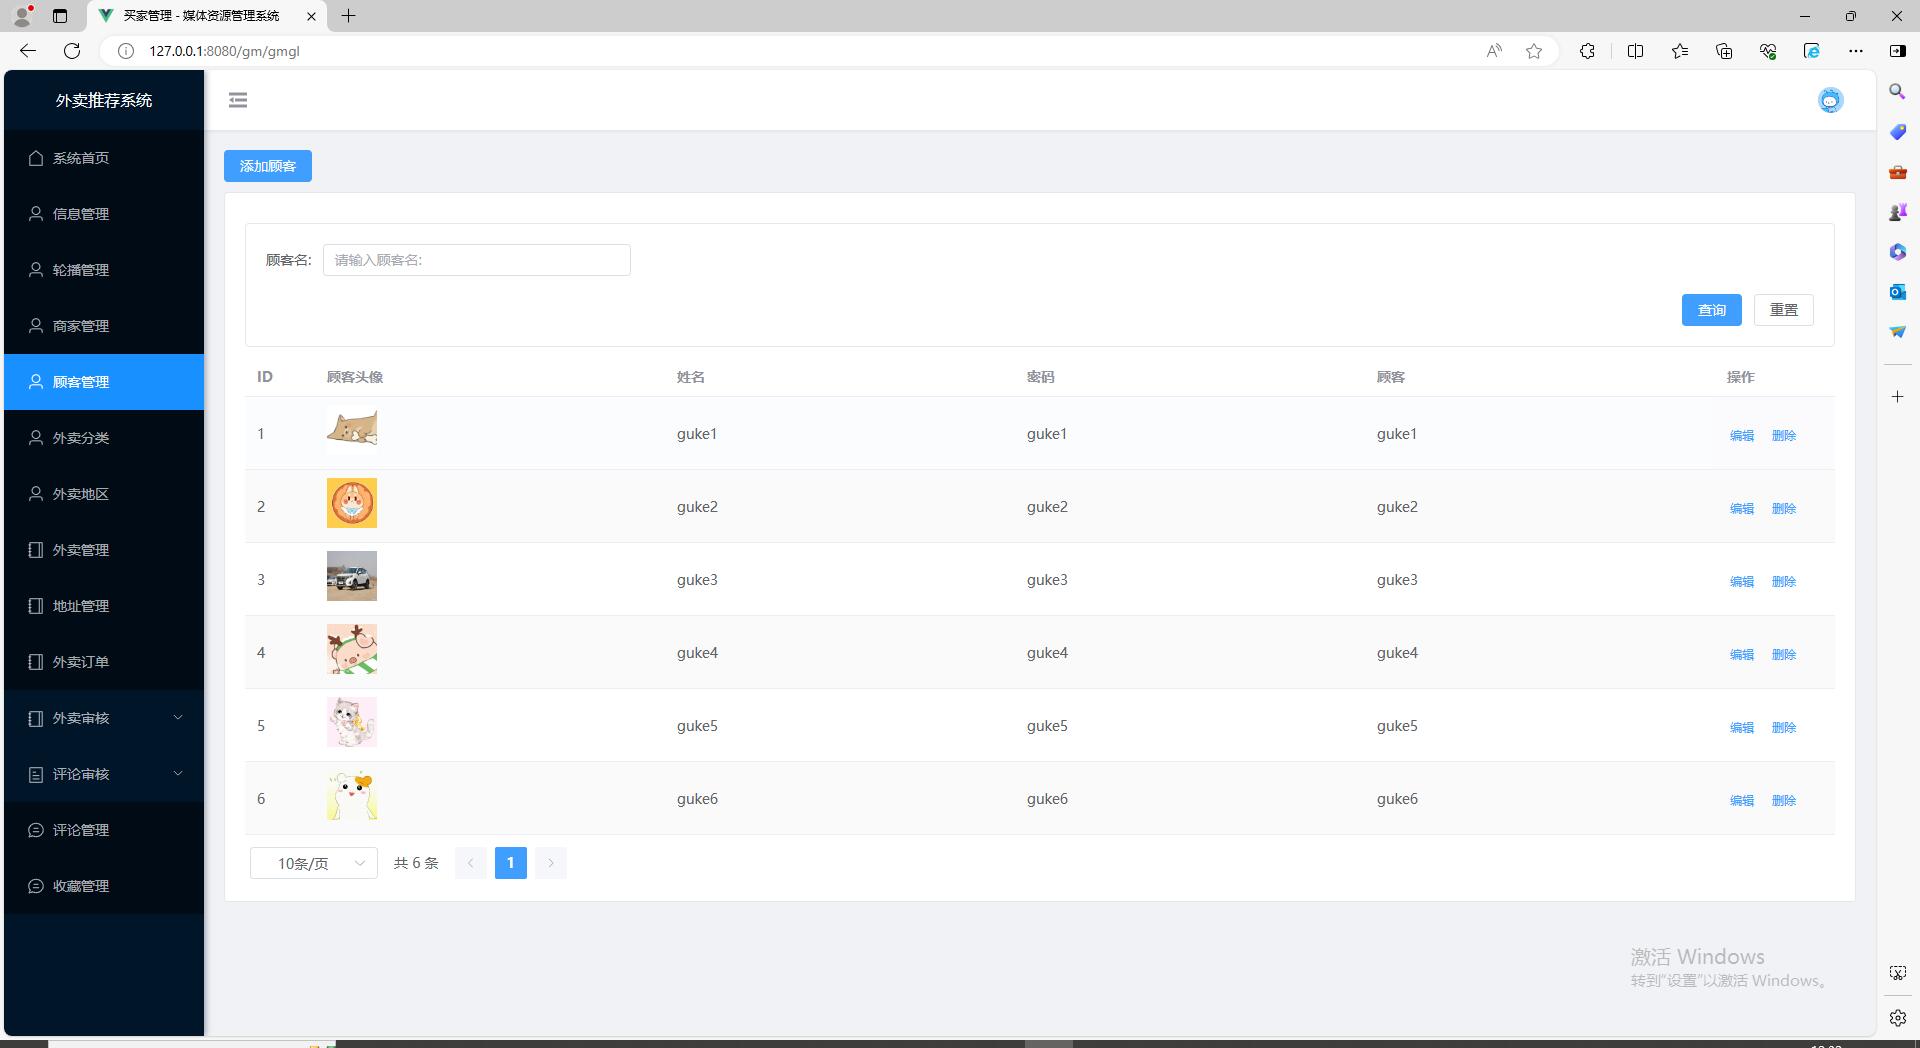 买家管理 - 媒体资源管理系统
127.0.0.1:8080/gm/gmgl
外卖推荐系统
系统首页
信息管理
轮播管理
商家管理
顾客管理
外卖分类
外卖地区
外卖管理
地址管理
外卖订单
外卖审核
评论审核
评论管理
收藏管理
添加顾客
顾客名: 请输入顾客名:
查询 重置
ID 顾客头像 姓名 密码 顾客 操作
1 guke1 guke1 guke1 编辑 删除
2 guke2 guke2 guke2 编辑 删除
3 guke3 guke3 guke3 编辑 删除
4 guke4 guke4 guke4 编辑 删除
5 guke5 guke5 guke5 编辑 删除
6 guke6 guke6 guke6 编辑 删除
10条/页 共 6 条 1
激活 Windows
转到"设置"以激活 Windows。